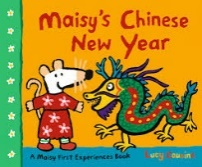 Maisy's Chinese
New Year
A Maisy First Experiences Book
Lucy Cousins